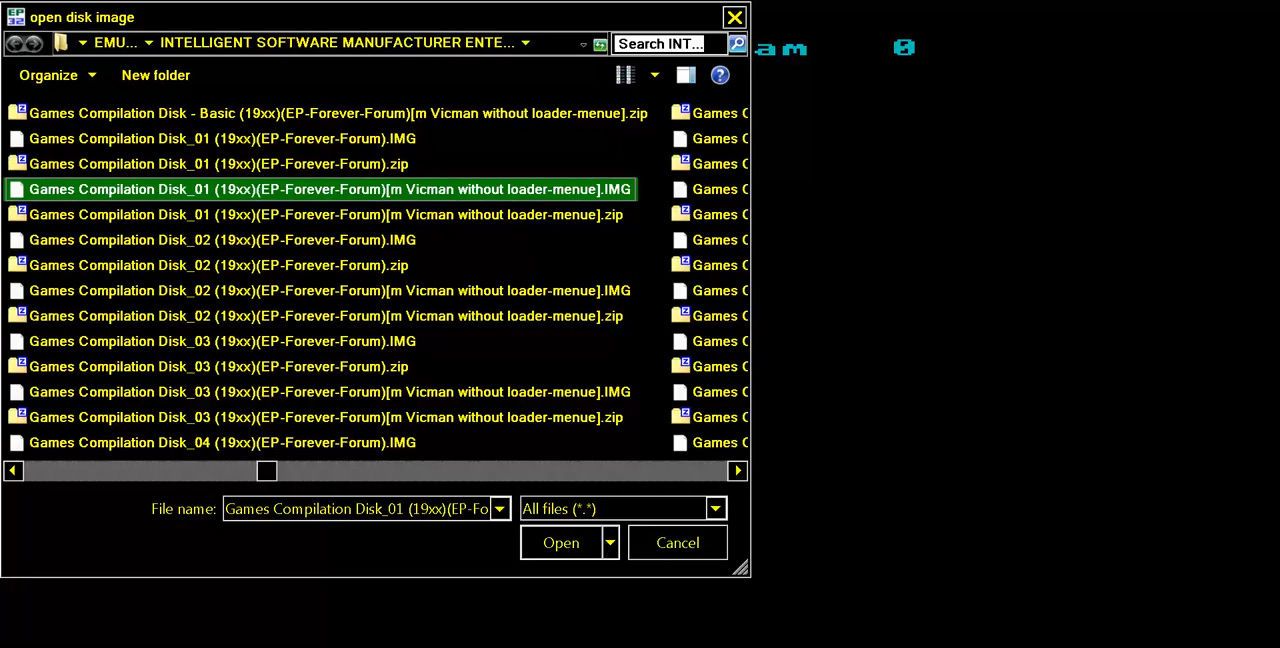 EP32 open disk image
EMU... INTELLIGENT SOFTWARE MANUFACTURER ENTE... Search INT...
am 0
Organize New folder
Games Compilation Disk - Basic (19xx)(EP-Forever-Forum)[m Vicman without loader-menue].zip Games C
Games Compilation Disk_01 (19xx)(EP-Forever-Forum).IMG Games C
Games Compilation Disk_01 (19xx)(EP-Forever-Forum).zip Games C
Games Compilation Disk_01 (19xx)(EP-Forever-Forum)[m Vicman without loader-menue].IMG Games C
Games Compilation Disk_01 (19xx)(EP-Forever-Forum)[m Vicman without loader-menue].zip Games C
Games Compilation Disk_02 (19xx)(EP-Forever-Forum).IMG Games C
Games Compilation Disk_02 (19xx)(EP-Forever-Forum).zip Games C
Games Compilation Disk_02 (19xx)(EP-Forever-Forum)[m Vicman without loader-menue].IMG Games C
Games Compilation Disk_02 (19xx)(EP-Forever-Forum)[m Vicman without loader-menue].zip Games C
Games Compilation Disk_03 (19xx)(EP-Forever-Forum).IMG Games C
Games Compilation Disk_03 (19xx)(EP-Forever-Forum).zip Games C
Games Compilation Disk_03 (19xx)(EP-Forever-Forum)[m Vicman without loader-menue].IMG Games C
Games Compilation Disk_03 (19xx)(EP-Forever-Forum)[m Vicman without loader-menue].zip Games C
Games Compilation Disk_04 (19xx)(EP-Forever-Forum).IMG Games C
File name: Games Compilation Disk_01 (19xx)(EP-Fo All files (*.*)
Open Cancel